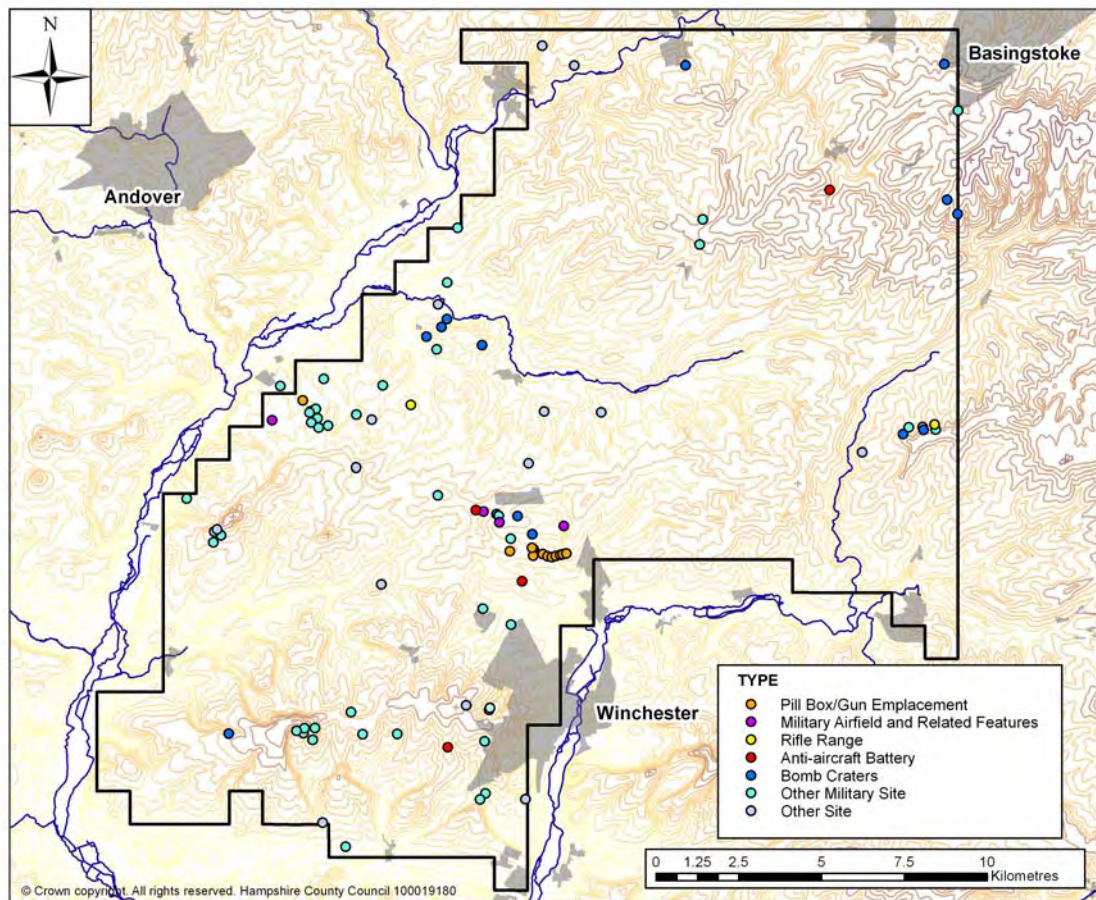 N
Basingstoke
Andover
Winchester
TYPE
Pill Box/Gun Emplacement
Military Airfield and Related Features
Rifle Range
Anti-aircraft Battery
Bomb Craters
Other Military Site
Other Site
0 1.25 2.5 5 7.5 10
Kilometres
© Crown copyright. All rights reserved. Hampshire County Council 100019180